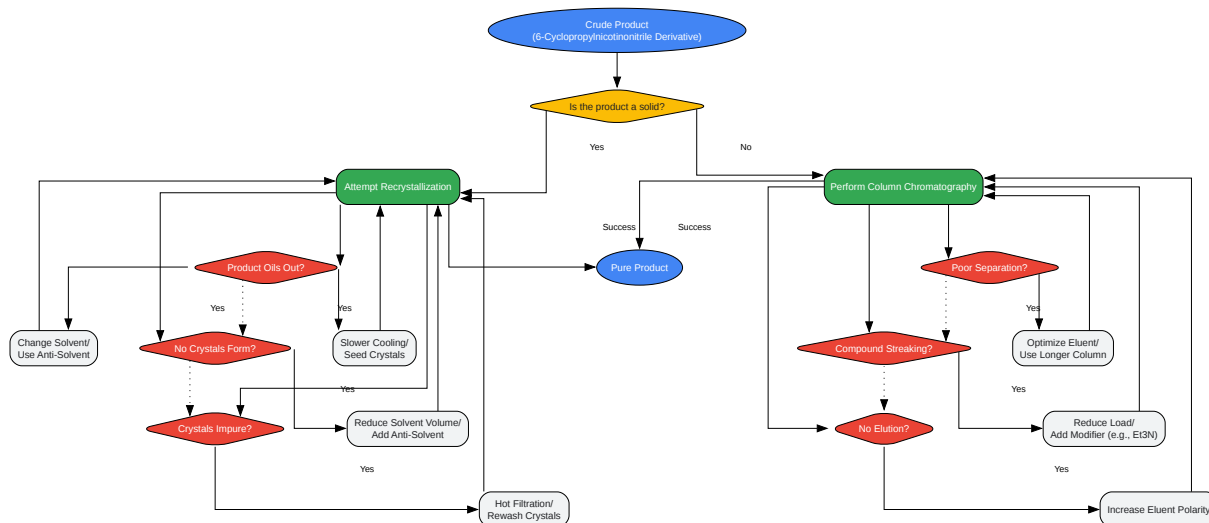 Crude Product
(6-Cyclopropylnicotinonitrile Derivative)
Is the product a solid?
Yes
No
Attempt Recrystallization
Perform Column Chromatography
Success
Success
Product Oils Out?
Pure Product
Poor Separation?
Yes
Yes
Yes
Change Solvent/
Use Anti-Solvent
No Crystals Form?
Slower Cooling/
Seed Crystals
Compound Streaking?
Optimize Eluent/
Use Longer Column
Yes
Yes
Crystals Impure?
Reduce Solvent Volume/
Add Anti-Solvent
No Elution?
Reduce Load/
Add Modifier (e.g., Et3N)
Yes
Yes
Hot Filtration/
Rewash Crystals
Increase Eluent Polarity